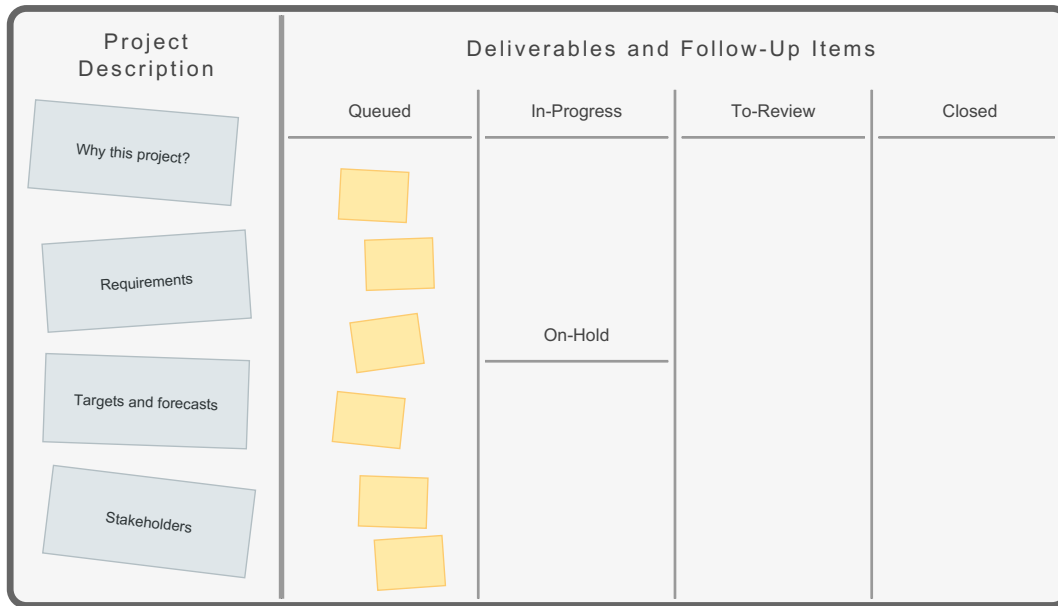 Project
Description
Why this project?
Requirements
Targets and forecasts
Stakeholders
Deliverables and Follow-Up Items
Queued
In-Progress
To-Review
Closed
On-Hold